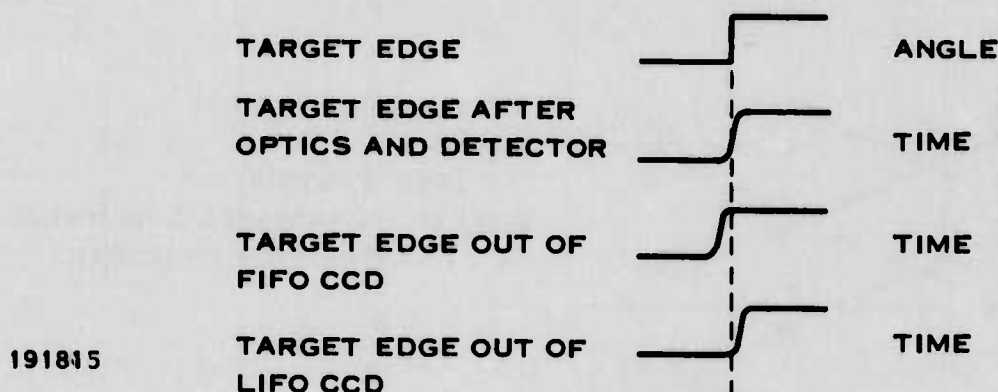 TARGET EDGE
ANGLE
TARGET EDGE AFTER
OPTICS AND DETECTOR
TIME
TARGET EDGE OUT OF
FIFO CCD
TIME
TARGET EDGE OUT OF
LIFO CCD
TIME
191815